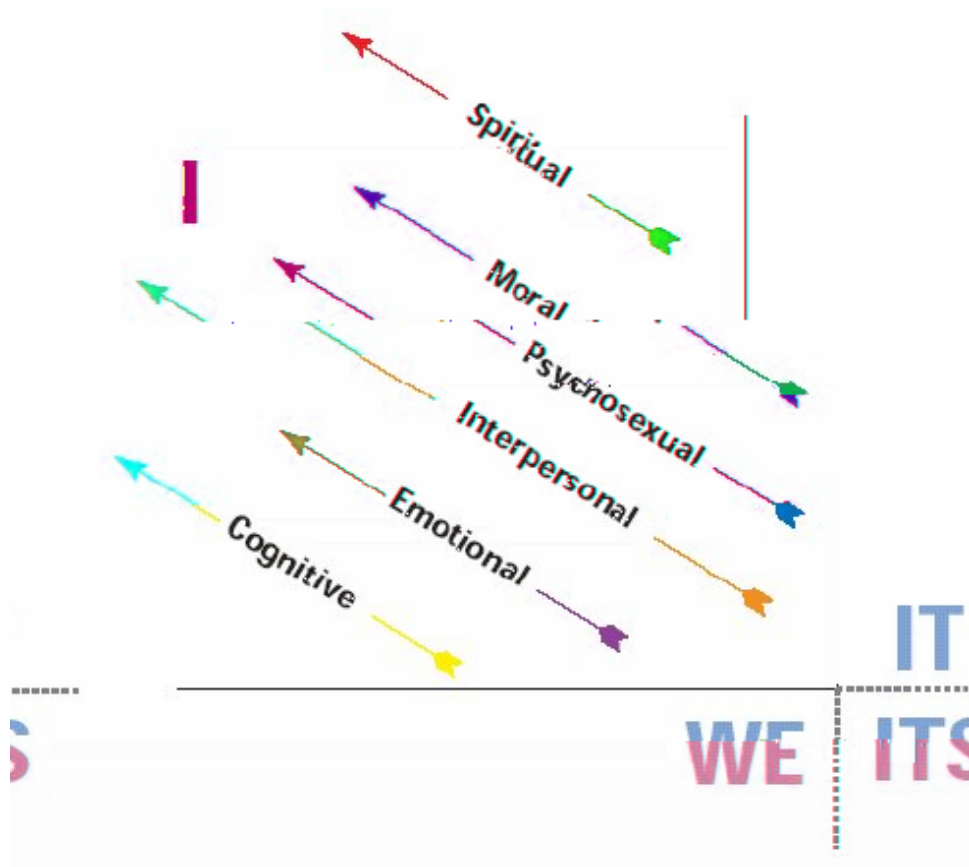 Spiritual
I
Moral
Psychosexual
Interpersonal
Emotional
Cognitive
IT
WE
ITS